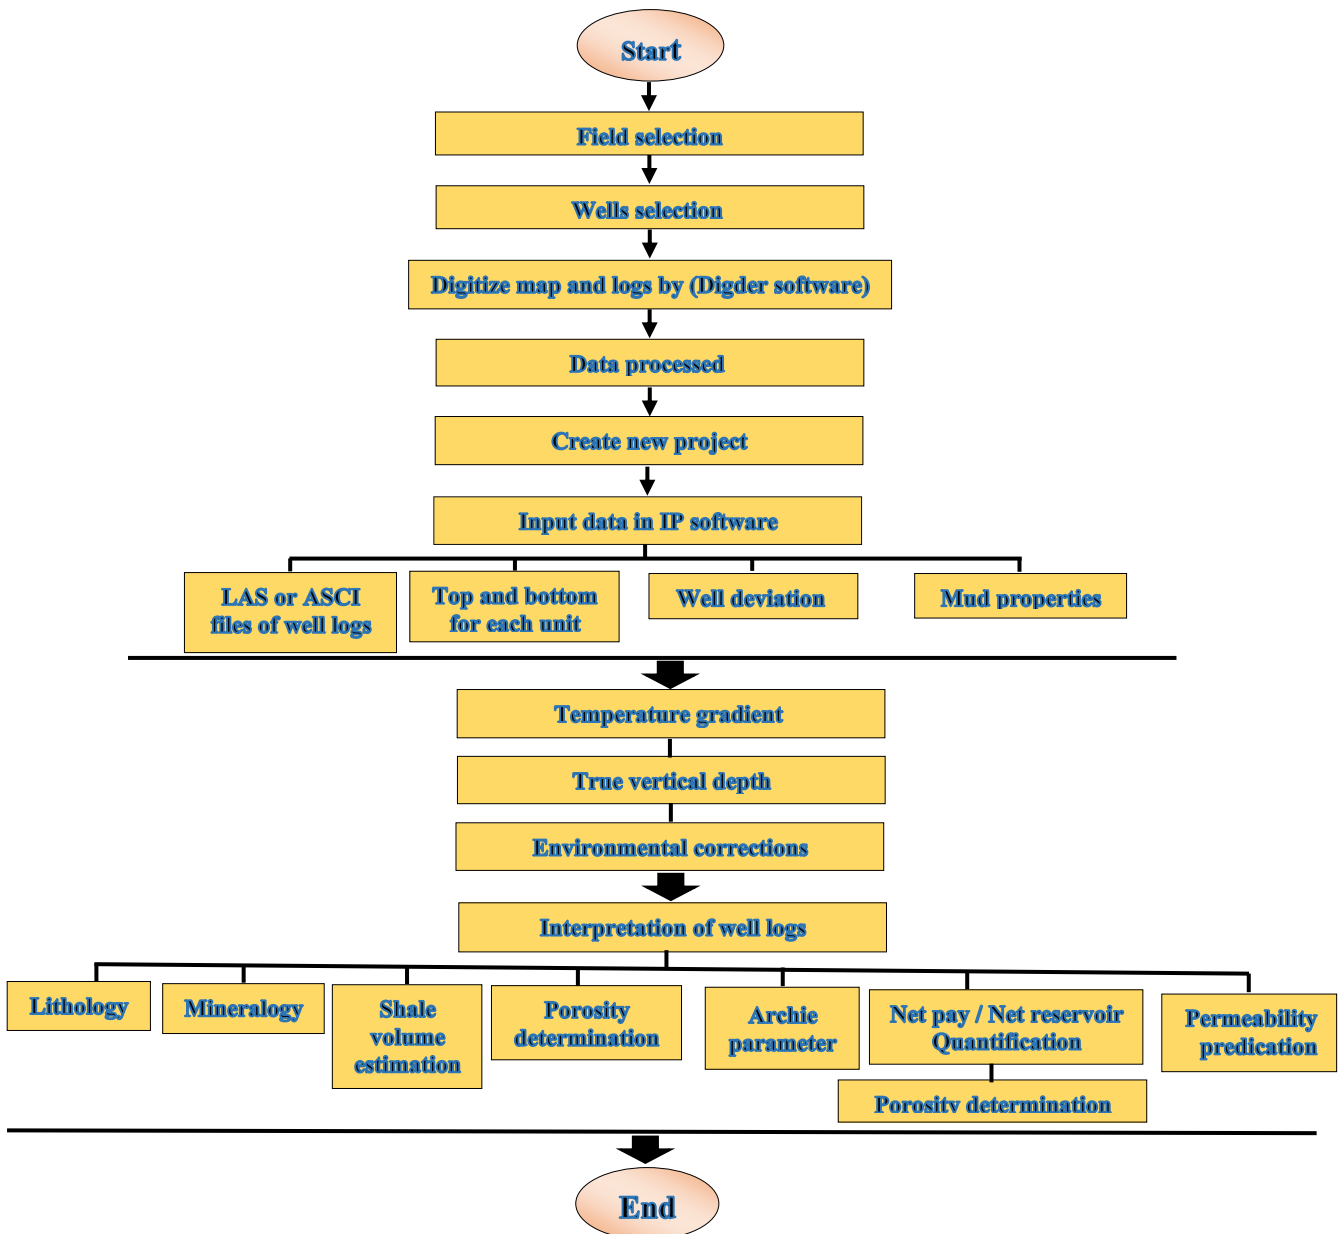 Start
Field selection
Wells selection
Digitize map and logs by (Digder software)
Data processed
Create new project
Input data in IP software
LAS or ASCI
files of well logs
Top and bottom
for each unit
Well deviation
Mud properties
Temperature gradient
True vertical depth
Environmental corrections
Interpretation of well logs
Lithology
Mineralogy
Shale
volume
estimation
Porosity
determination
Archie
parameter
Net pay / Net reservoir
Quantification
Permeability
predication
Porosity determination
End